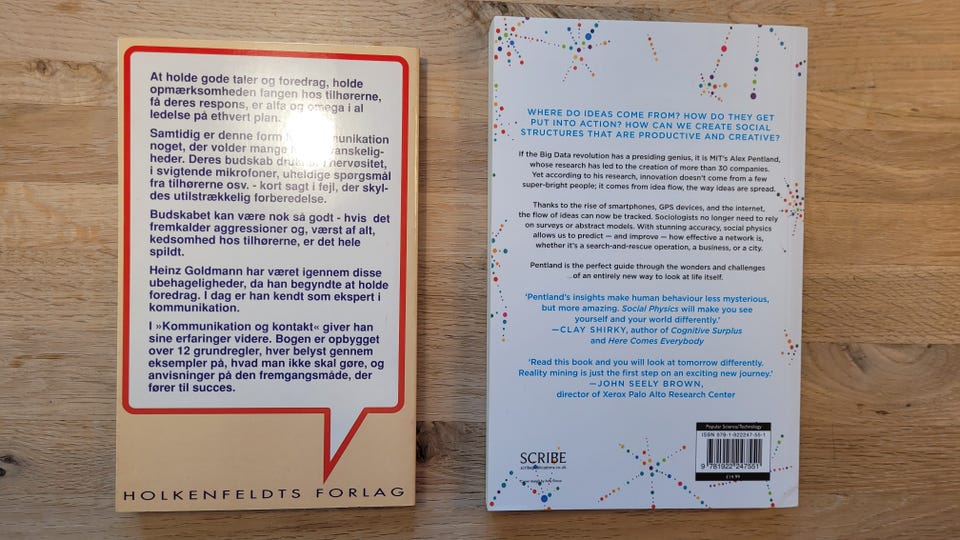 At holde gode taler og foredrag, holde
opmærksomheden fangen hos tilhørerne,
få deres respons, er alfa og omega i al
ledelse på ethvert plan.
Samtidig er denne form
noget, der volder mange
heder. Deres budskab
i svigtende mikrofoner, uheldige spørgsmål
fra tilhørerne osv. - kort sagt i fejl, der skyl-
des utilstrækkelig forberedelse.
Budskabet kan være nok så godt - hvis det
fremkalder aggressioner og, værst af alt,
kedsomhed hos tilhørerne, er det hele
spildt.
Heinz Goldmann har været igennem disse
ubehageligheder, da han begyndte at holde
foredrag. I dag er han kendt som ekspert i
kommunikation.
I »Kommunikation og kontakt« giver han
sine erfaringer videre. Bogen er opbygget
over 12 grundregler, hver belyst gennem
eksempler på, hvad man ikke skal gøre, og
anvisninger på den fremgangsmåde, der
fører til succes.
HOLKENFELDTS FORLAG
WHERE DO IDEAS COME FROM? HOW DO THEY GET
PUT INTO ACTION? HOW CAN WE CREATE SOCIAL
STRUCTURES THAT ARE PRODUCTIVE AND CREATIVE?
If the Big Data revolution has a presiding genius, it is MIT's Alex Pentland,
whose research has led to the creation of more than 30 companies.
Yet according to his research, innovation doesn't come from a few
super-bright people; it comes from idea flow, the way ideas are spread.
Thanks to the rise of smartphones, GPS devices, and the internet,
the flow of ideas can now be tracked. Sociologists no longer need to rely
on surveys or abstract models. With stunning accuracy, social physics
allows us to predict — and improve — how effective a network is,
whether it's a search-and-rescue operation, a business, or a city.
Pentland is the perfect guide through the wonders and challenges
of an entirely new way to look at life itself.
'Pentland's insights make human behaviour less mysterious,
but more amazing. Social Physics will make you see
yourself and your world differently.'
—CLAY SHIRKY, author of Cognitive Surplus
and Here Comes Everybody
'Read this book and you will look at tomorrow differently.
Reality mining is just the first step on an exciting new journey.'
—JOHN SEELY BROWN,
director of Xerox Palo Alto Research Center
Popular Science/Technology
ISBN 978-1-922247-55-1
9 781922 247551
£14.99
SCRIBE
scribepublications.co.uk